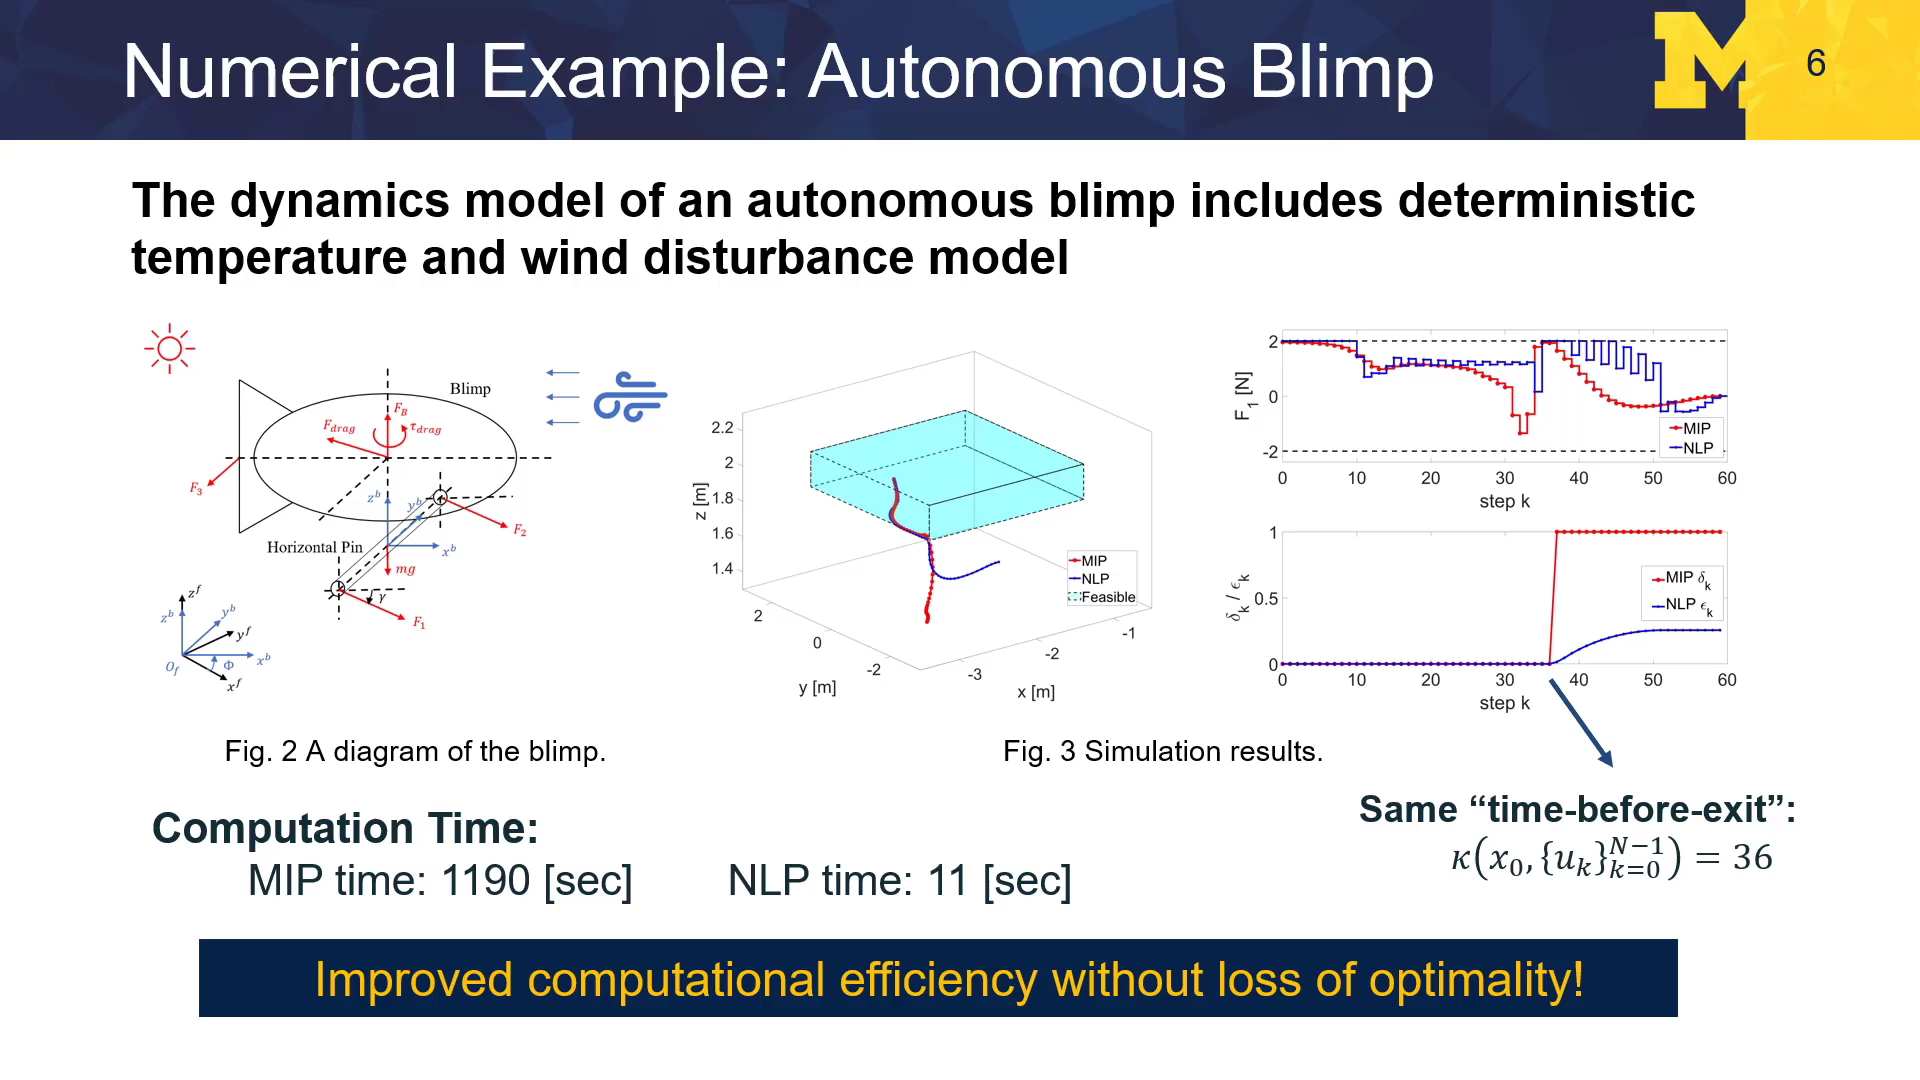 Numerical Example: Autonomous Blimp
M
6
The dynamics model of an autonomous blimp includes deterministic
temperature and wind disturbance model
Blimp
F_B
F_drag
τ_drag
F_3
z^b
y^b
F_2
Horizontal Pin
x^b
mg
γ
F_1
z^f
z^b
y^b
y^f
x^b
O_f
Φ
x^f
2.2
2
1.8
1.6
1.4
z [m]
2
0
-2
y [m]
-3
-2
-1
x [m]
MIP
NLP
Feasible
2
0
-2
F_1 [N]
MIP
NLP
0 10 20 30 40 50 60
step k
1
0.5
0
δ_k / ϵ_k
MIP δ_k
NLP ϵ_k
0 10 20 30 40 50 60
step k
Fig. 2 A diagram of the blimp.
Fig. 3 Simulation results.
Computation Time:
MIP time: 1190 [sec] NLP time: 11 [sec]
Same “time-before-exit”:
κ(x_0, {u_k}_{k=0}^{N−1}) = 36
Improved computational efficiency without loss of optimality!